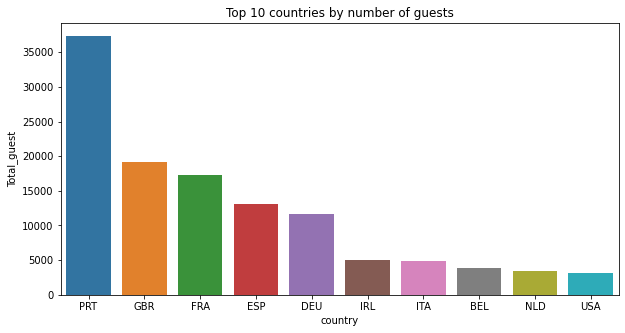 Top 10 countries by number of guests
Total_guest
35000
30000
25000
20000
15000
10000
5000
0
PRT GBR FRA ESP DEU IRL ITA BEL NLD USA
country